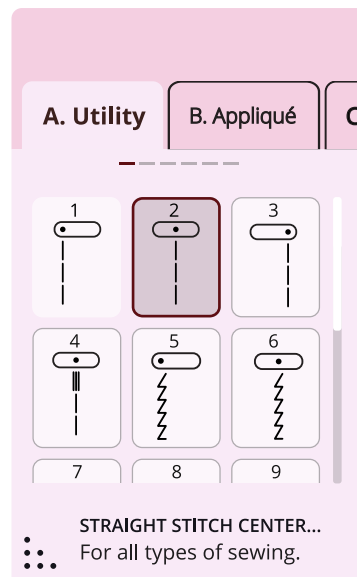 A. Utility
B. Appliqué
C
1
2
3
4
5
6
7
8
9
STRAIGHT STITCH CENTER...
For all types of sewing.